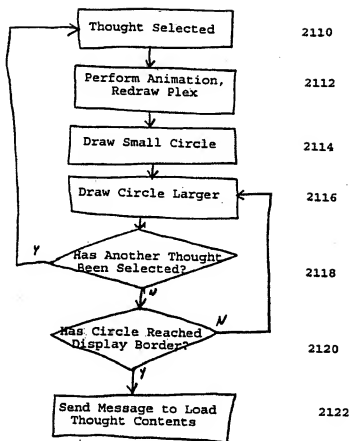 Thought Selected 2110
Perform Animation, 2112
Redraw Plex
Draw Small Circle 2114
Draw Circle Larger 2116
Y
Has Another Thought
Been Selected? 2118
N
N
Has Circle Reached
Display Border? 2120
Y
Send Message to Load 2122
Thought Contents